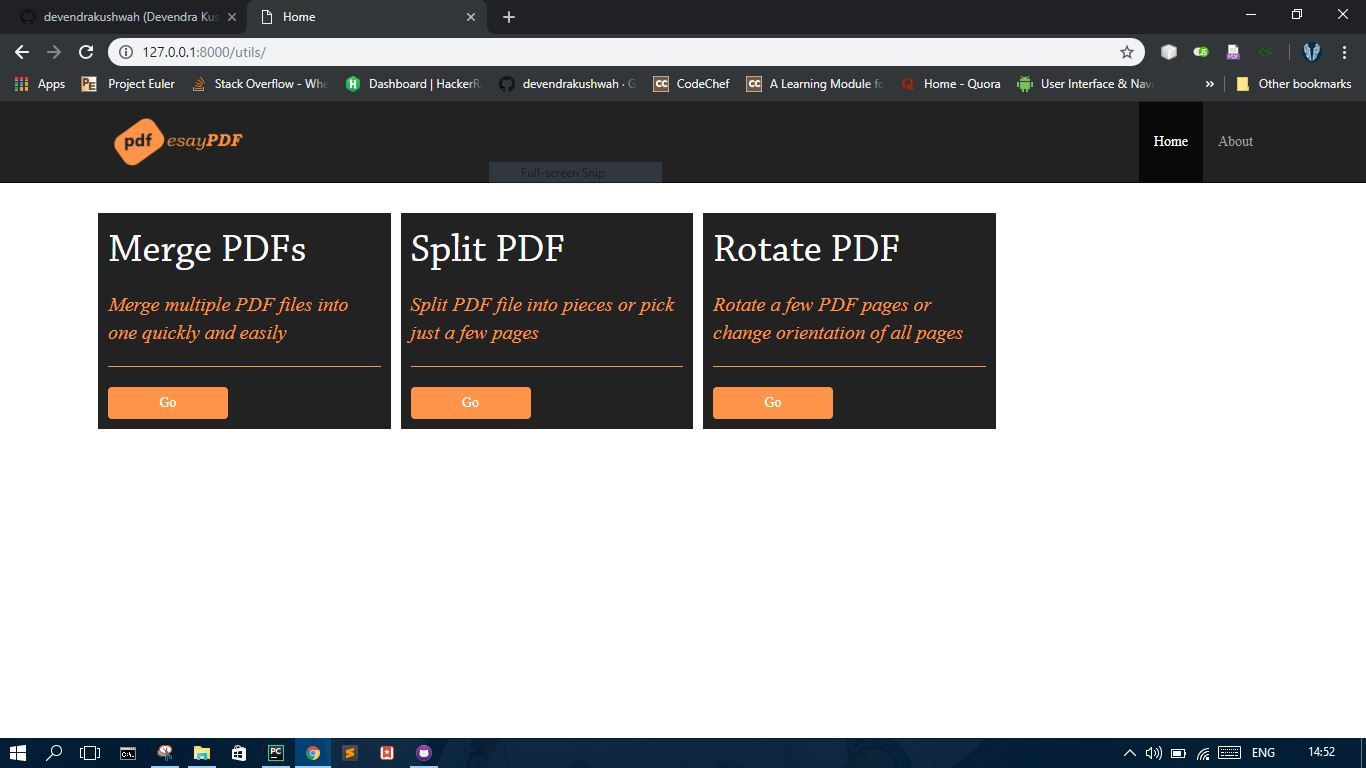 devendrakushwah (Devendra Kus
Home
127.0.0.1:8000/utils/
Apps
PE
Project Euler
Stack Overflow - Whe
Dashboard | HackerR
devendrakushwah · G
CC
CodeChef
CC
A Learning Module fo
Home - Quora
User Interface & Navi
»
Other bookmarks
pdf esayPDF
Home
About
Full-screen Snip
Merge PDFs
Merge multiple PDF files into
one quickly and easily
Go
Split PDF
Split PDF file into pieces or pick
just a few pages
Go
Rotate PDF
Rotate a few PDF pages or
change orientation of all pages
Go
PC
ENG
14:52